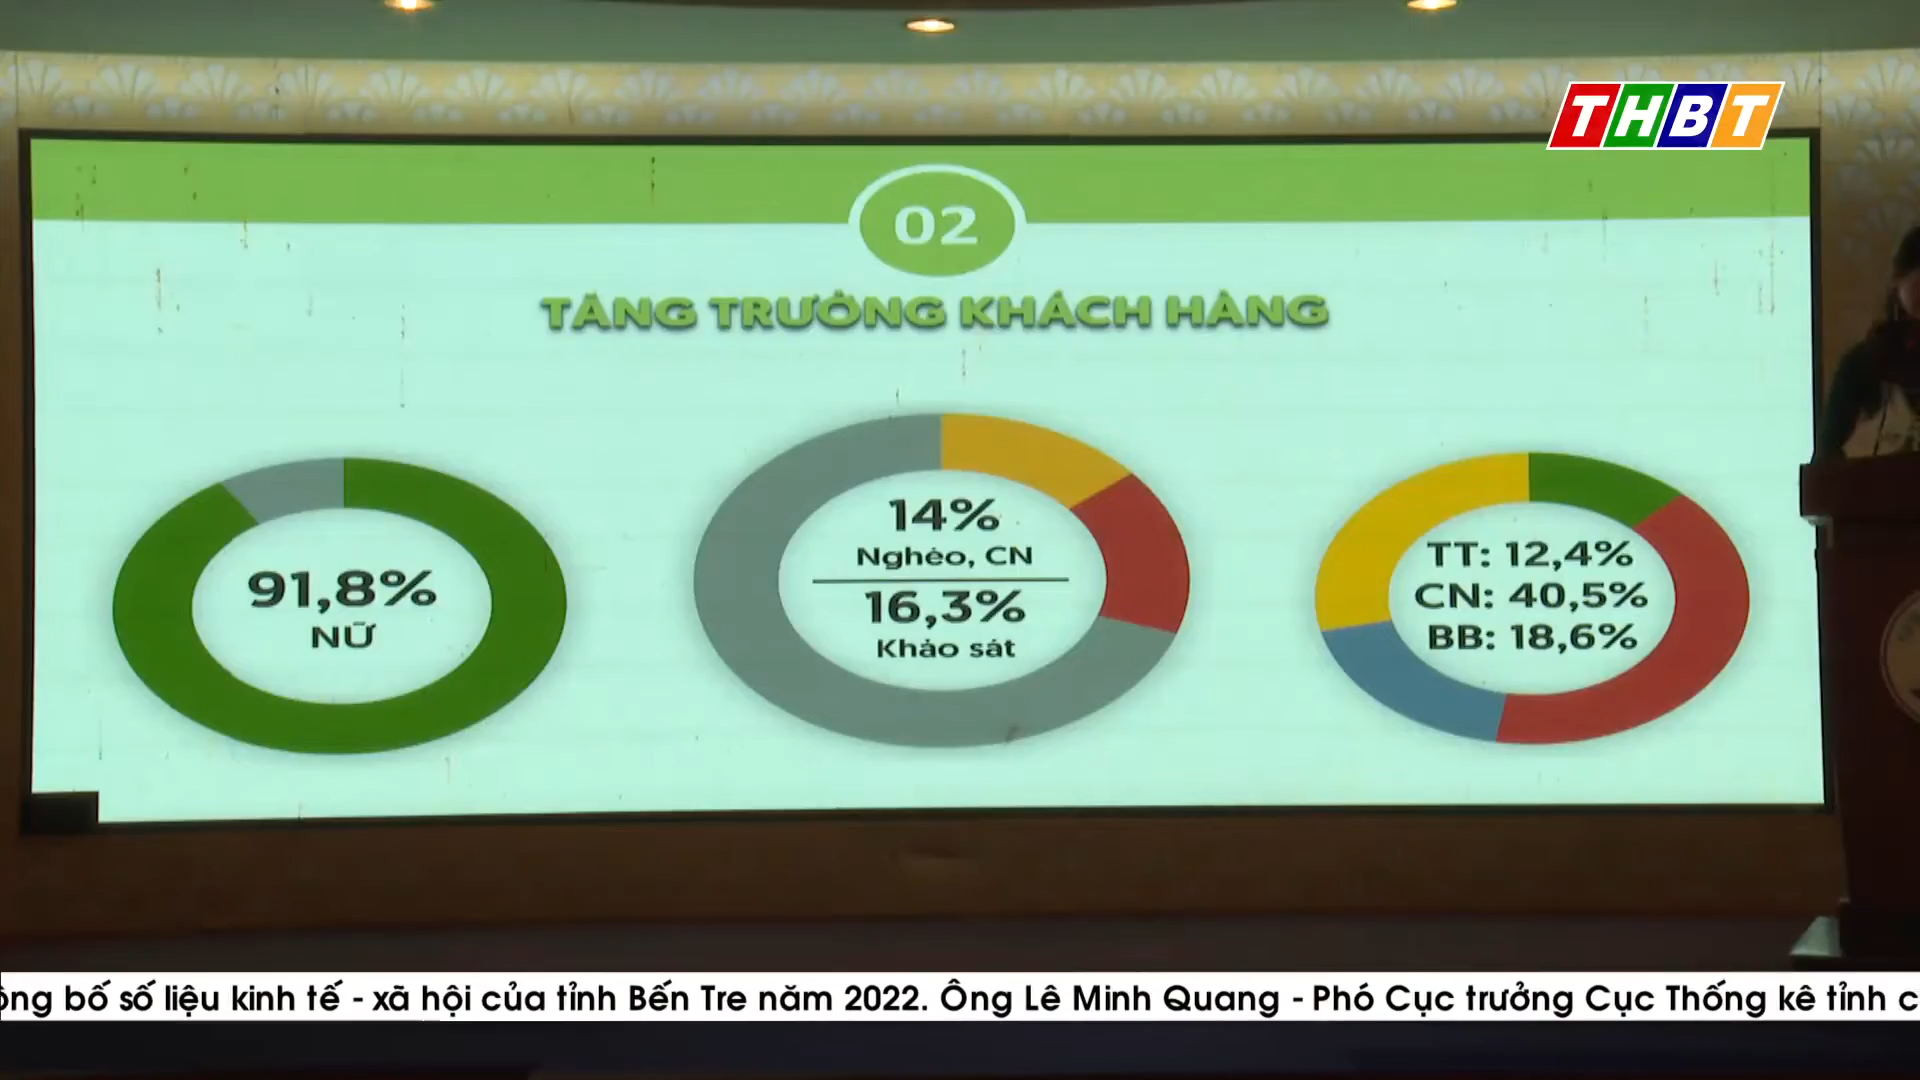 THBT
02
TĂNG TRƯỞNG KHÁCH HÀNG
91,8%
NỮ
14%
Nghèo, CN
16,3%
Khảo sát
TT: 12,4%
CN: 40,5%
BB: 18,6%
bố số liệu kinh tế - xã hội của tỉnh Bến Tre năm 2022. Ông Lê Minh Quang - Phó Cục trưởng Cục Thống kê tỉnh